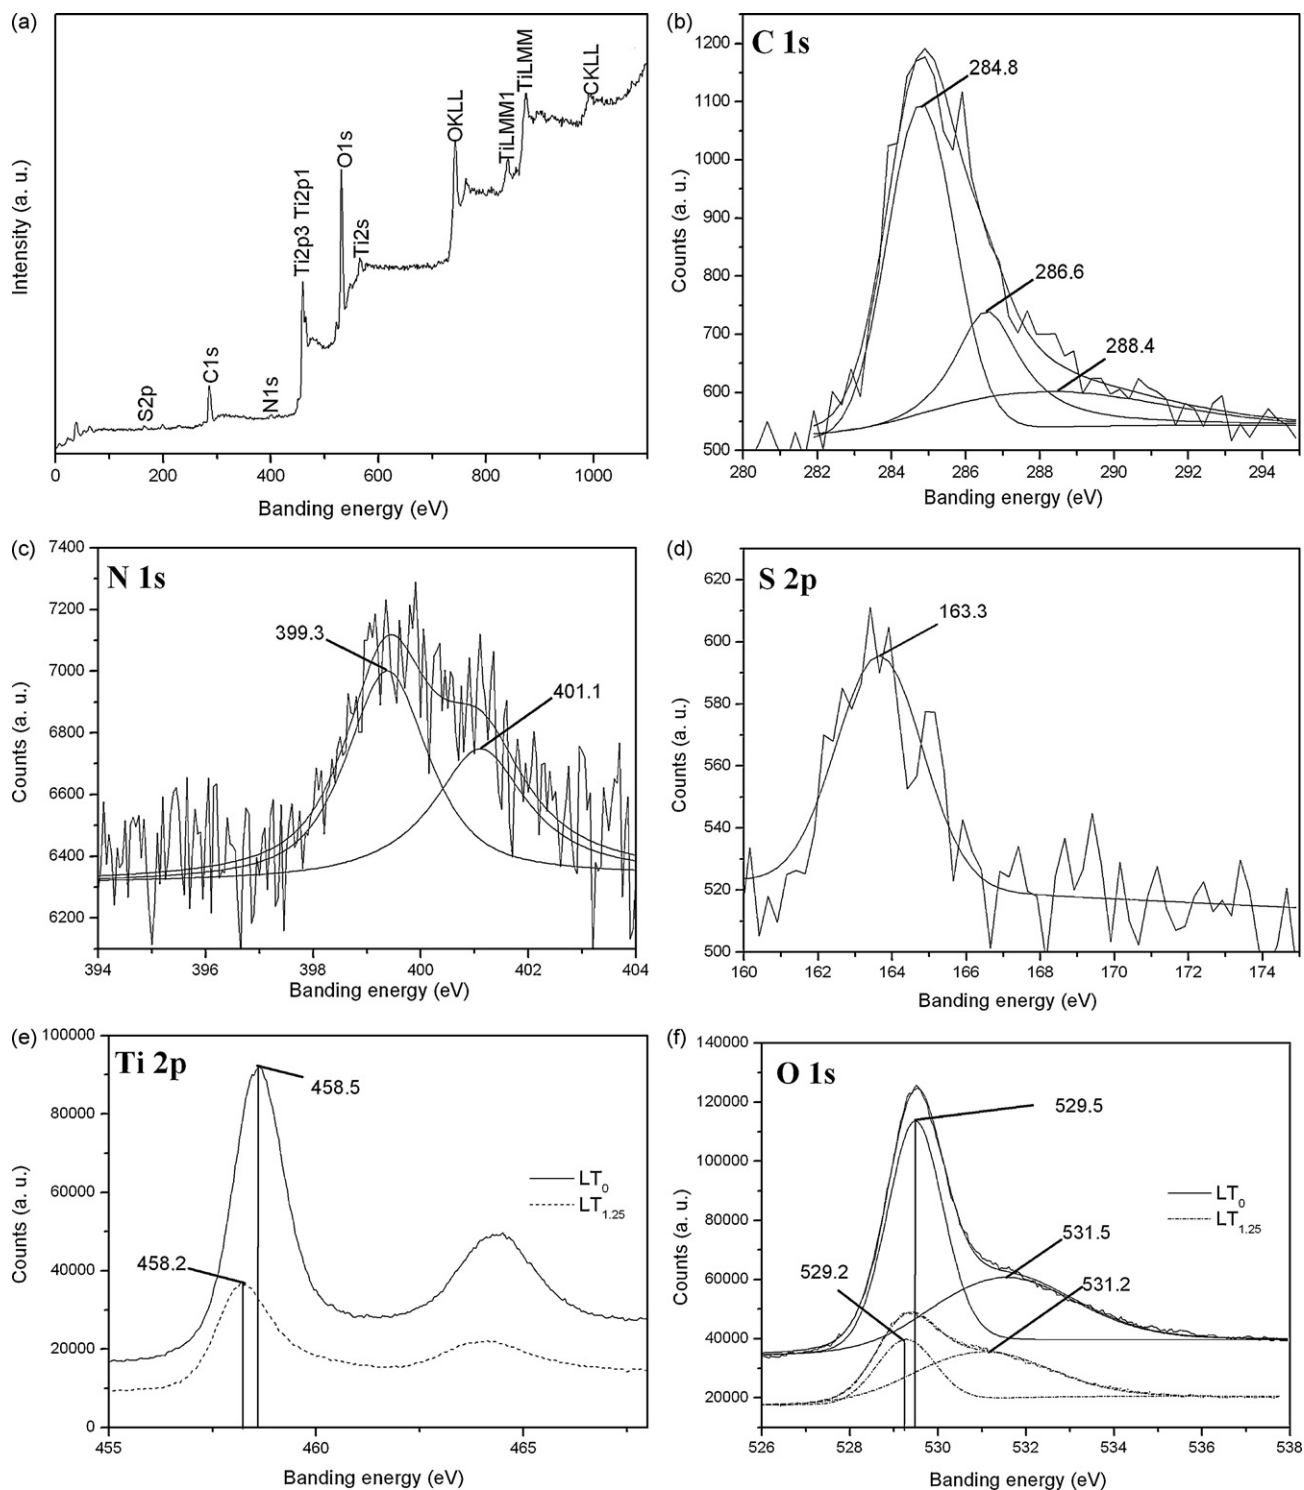 (a)
S2p
C1s
N1s
Ti2p3 Ti2p1
O1s
Ti2s
OKLL
TiLMM1
TiLMM
CKLL
Intensity (a. u.)
0 200 400 600 800 1000
Banding energy (eV)
(b)
C 1s
284.8
286.6
288.4
1200
1100
1000
900
800
700
600
500
Counts (a. u.)
280 282 284 286 288 290 292 294
Banding energy (eV)
(c)
N 1s
399.3
401.1
7400
7200
7000
6800
6600
6400
6200
Counts (a. u.)
394 396 398 400 402 404
Banding energy (eV)
(d)
S 2p
163.3
620
600
580
560
540
520
500
Counts (a. u.)
160 162 164 166 168 170 172 174
Banding energy (eV)
(e)
Ti 2p
458.5
458.2
LT0
LT1.25
100000
80000
60000
40000
20000
0
Counts (a. u.)
455 460 465
Banding energy (eV)
(f)
O 1s
529.5
531.5
529.2
531.2
LT0
LT1.25
140000
120000
100000
80000
60000
40000
20000
Counts (a. u.)
526 528 530 532 534 536 538
Banding energy (eV)